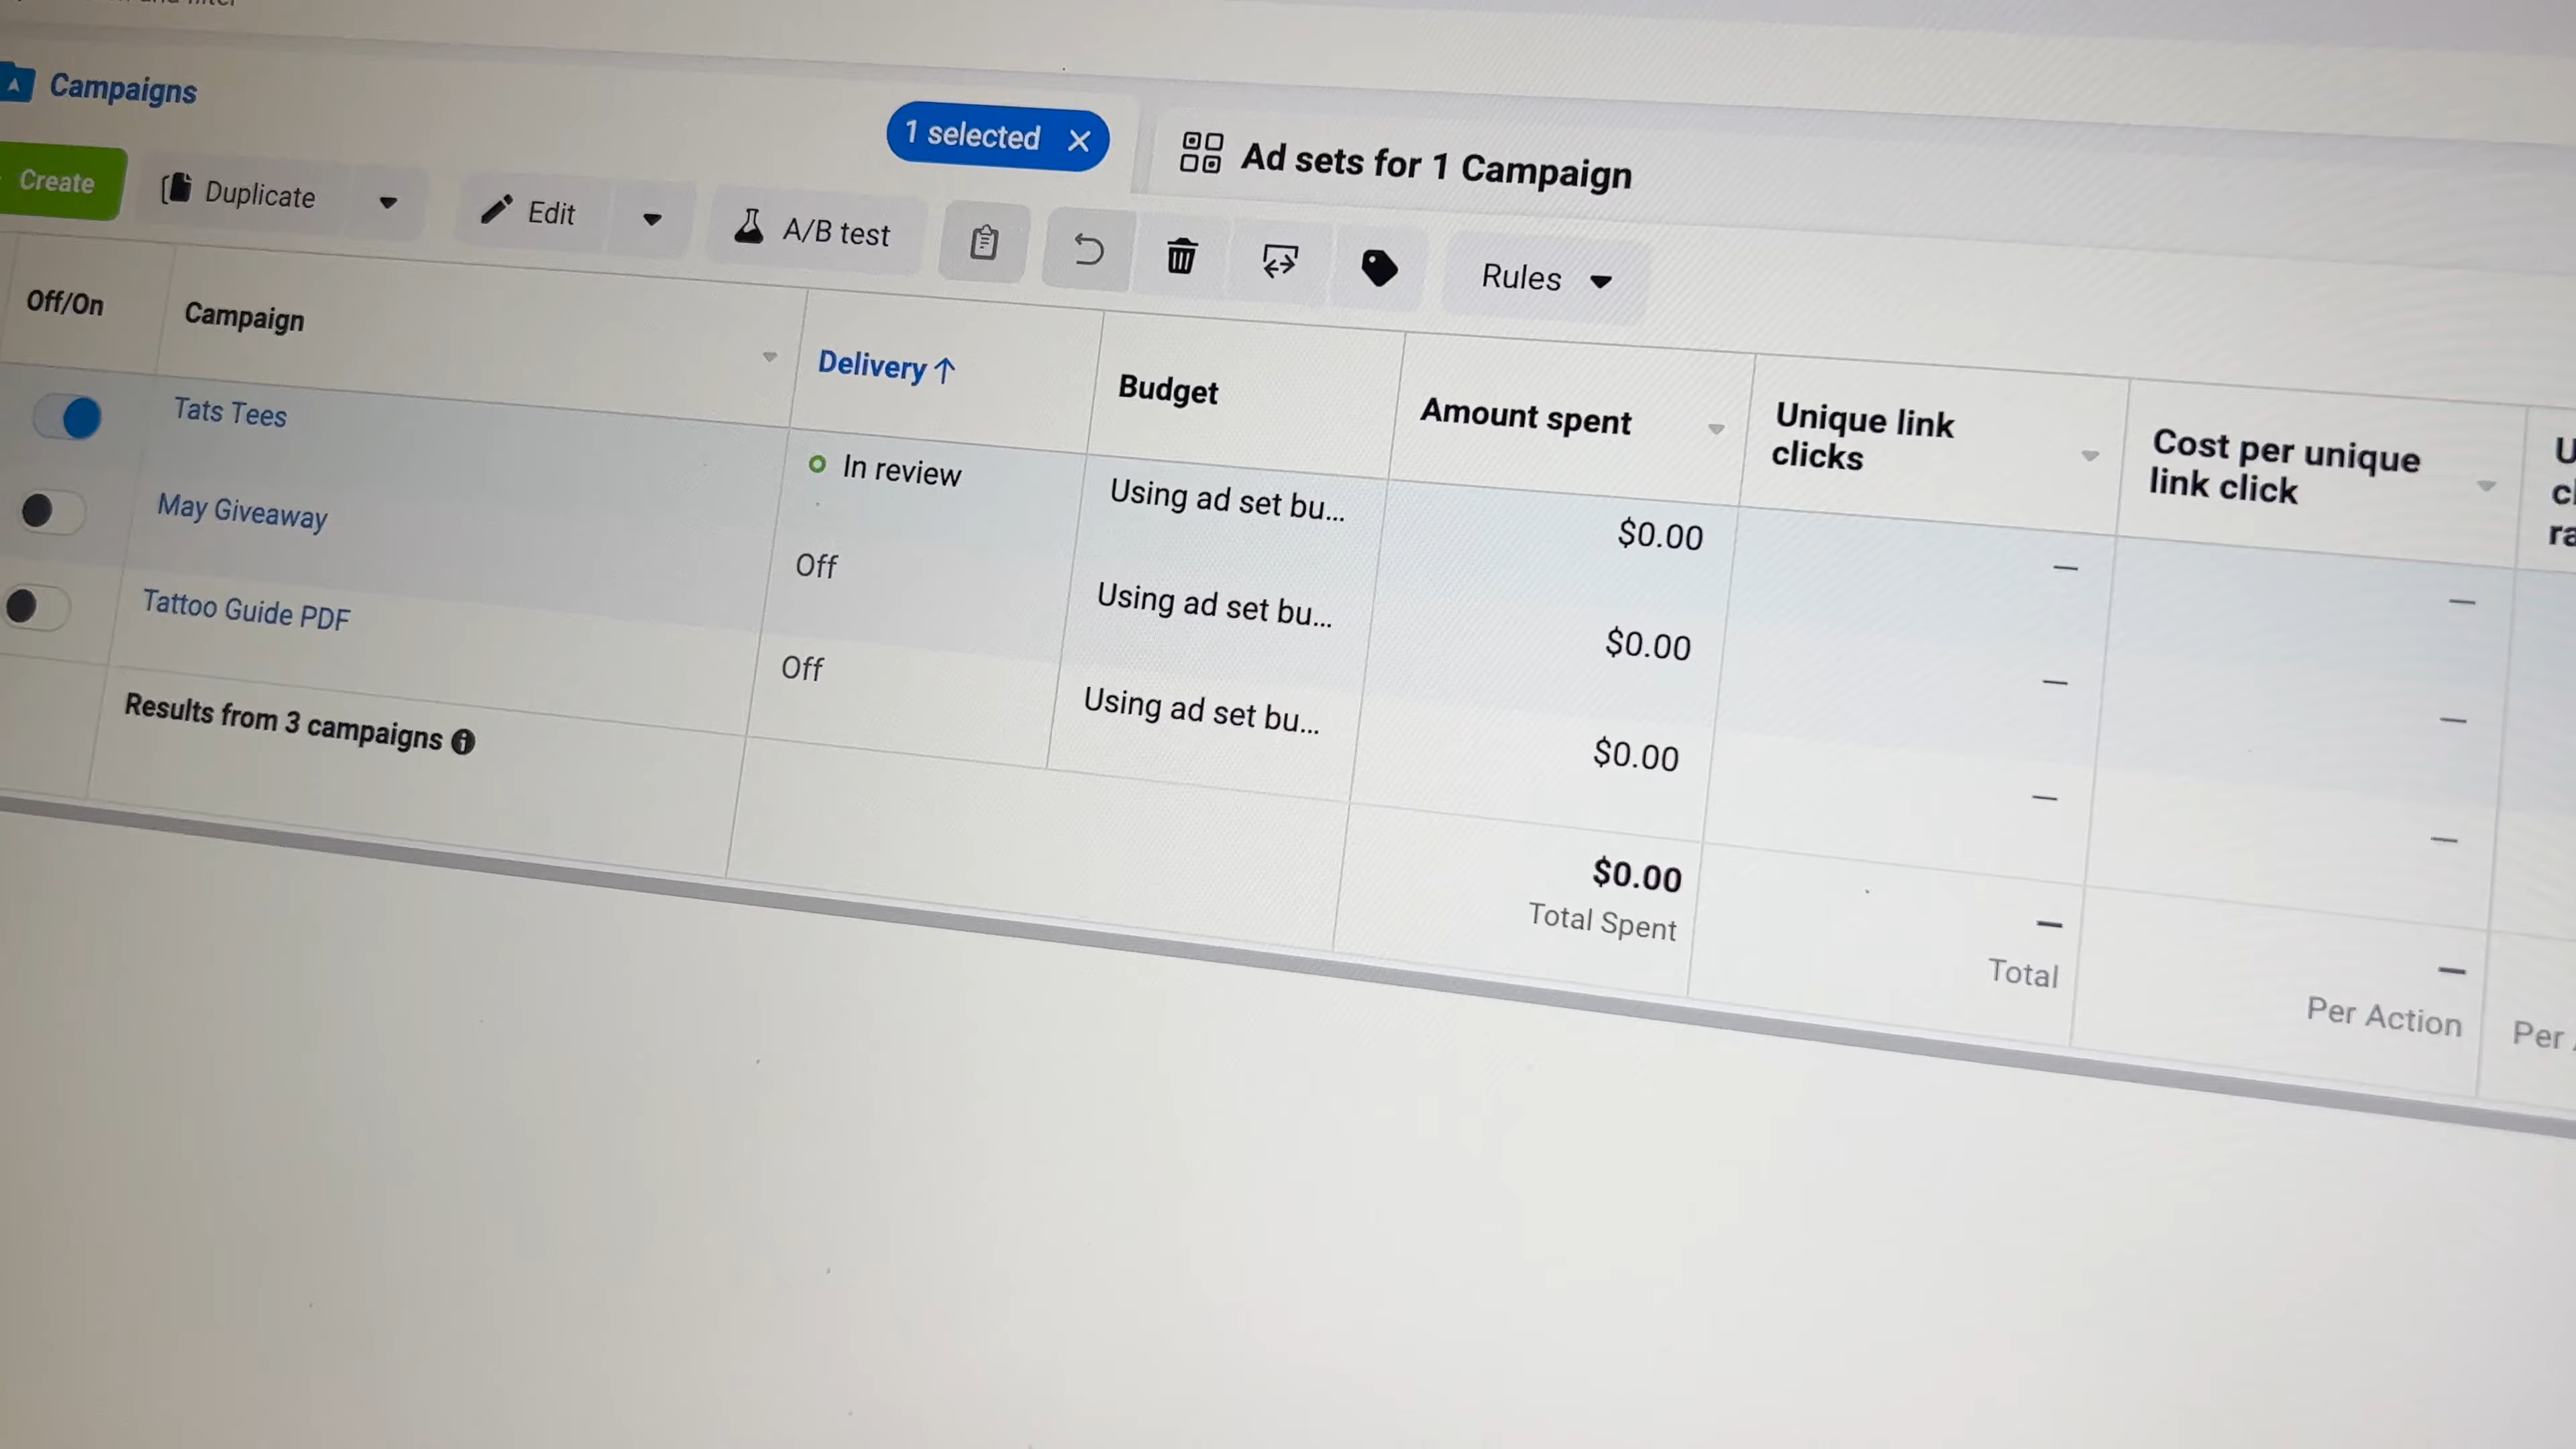 Campaigns
1 selected
Ad sets for 1 Campaign
Create
Duplicate
Edit
A/B test
Rules
Off/On
Campaign
Delivery ↑
Budget
Amount spent
Unique link
clicks
Cost per unique
link click
Tats Tees
In review
Using ad set bu...
$0.00
—
—
May Giveaway
Off
Using ad set bu...
$0.00
—
—
Tattoo Guide PDF
Off
Using ad set bu...
$0.00
—
—
Results from 3 campaigns
$0.00
Total Spent
—
Total
—
Per Action
Per